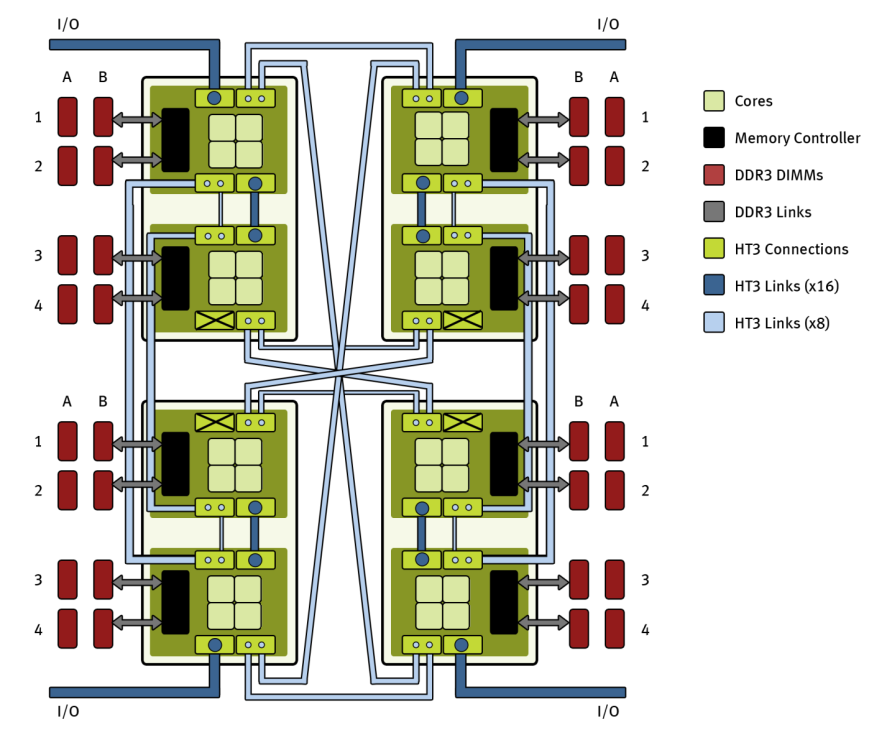 I/O
I/O
A B
B A
1
1
2
2
3
3
4
4
Cores
Memory Controller
DDR3 DIMMs
DDR3 Links
HT3 Connections
HT3 Links (x16)
HT3 Links (x8)
A B
B A
1
1
2
2
3
3
4
4
I/O
I/O